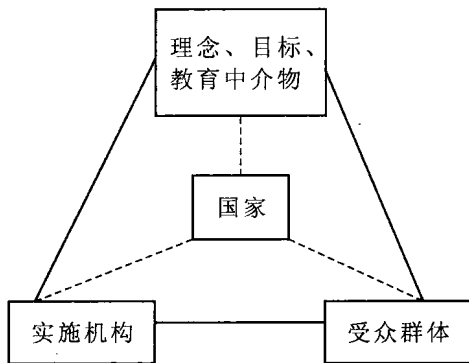 理念、目标、
教育中介物
国家
实施机构
受众群体